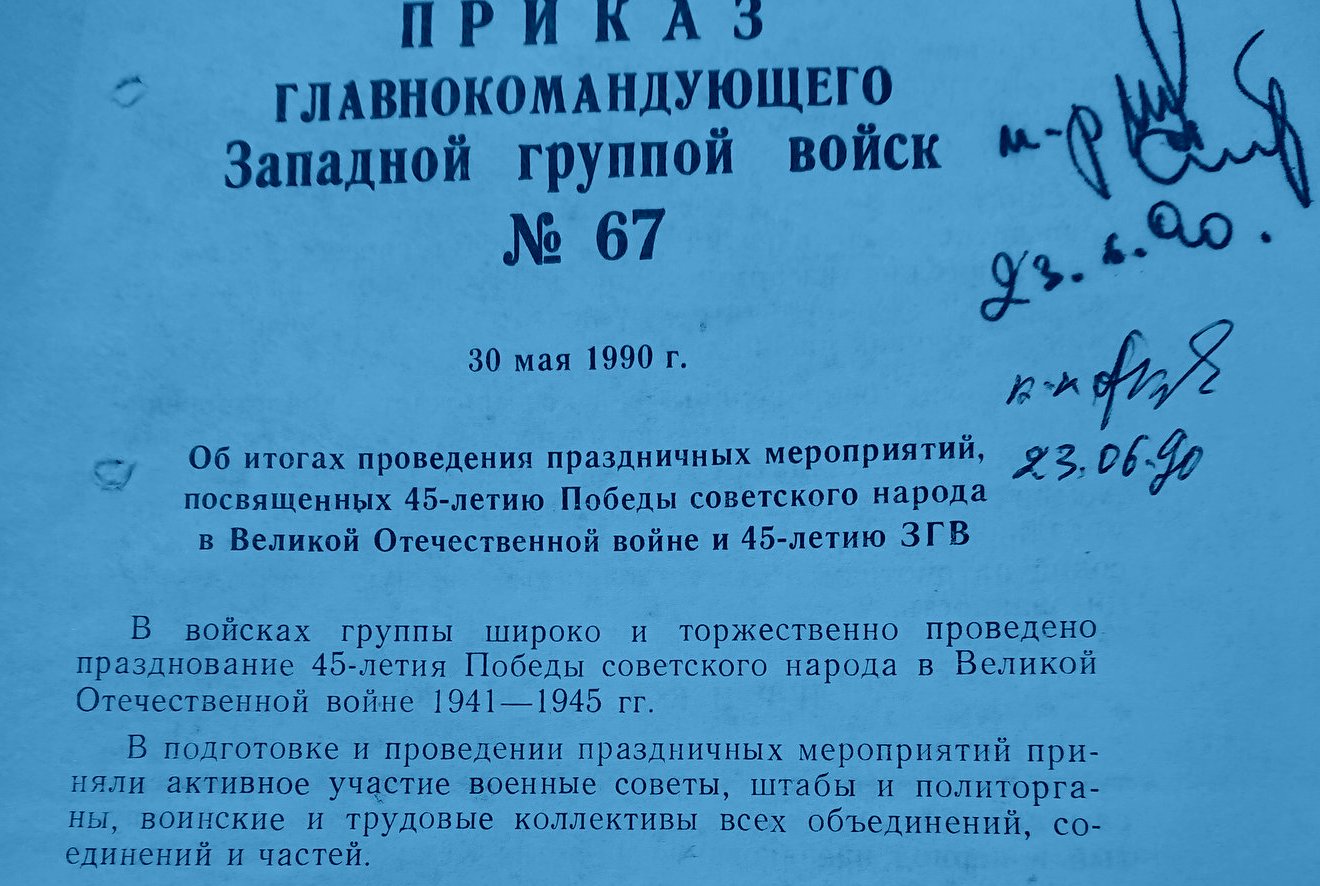 ПРИКАЗ
ГЛАВНОКОМАНДУЮЩЕГО
Западной группой войск
№ 67
30 мая 1990 г.
Об итогах проведения праздничных мероприятий,
посвященных 45-летию Победы советского народа
в Великой Отечественной войне и 45-летию ЗГВ
м-р
23.6.90.
п-к
23.06.90
В войсках группы широко и торжественно проведено
празднование 45-летия Победы советского народа в Великой
Отечественной войне 1941—1945 гг.
В подготовке и проведении праздничных мероприятий при-
няли активное участие военные советы, штабы и политорга-
ны, воинские и трудовые коллективы всех объединений, со-
единений и частей.